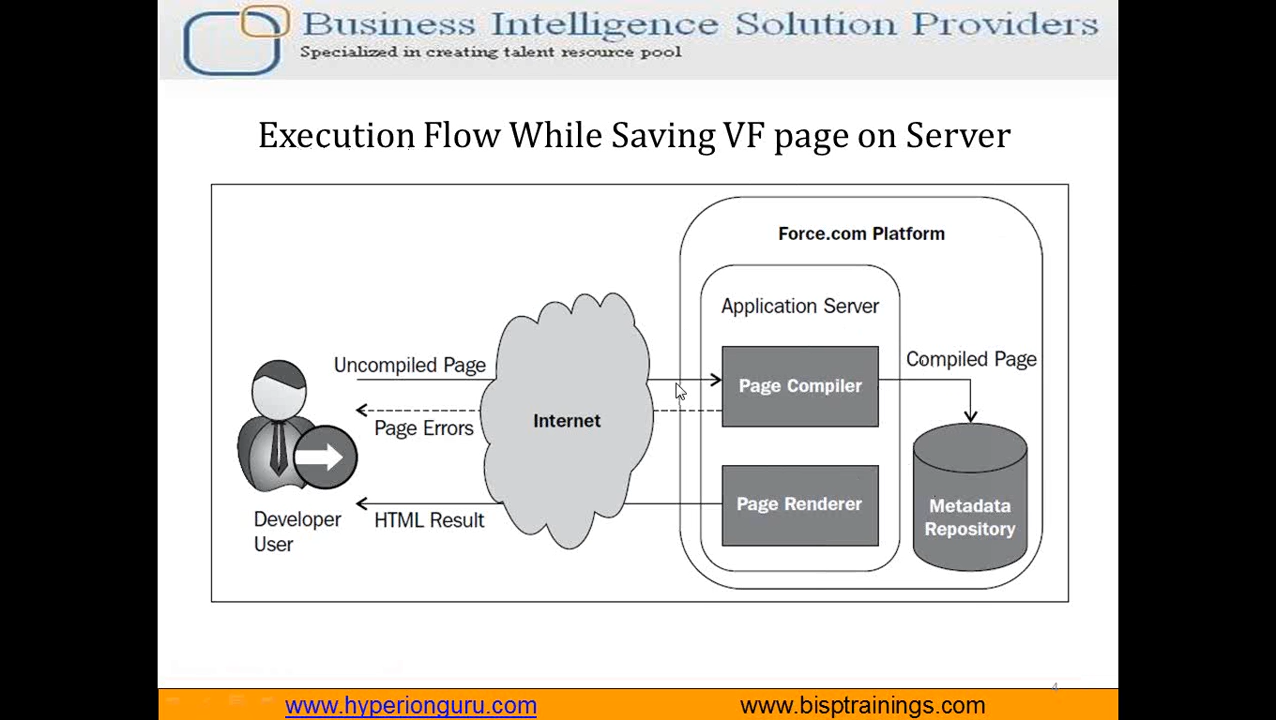 Business Intelligence Solution Providers
Specialized in creating talent resource pool
Execution Flow While Saving VF page on Server
Force.com Platform
Application Server
Uncompiled Page
Page Compiler
Compiled Page
Page Errors
Internet
Page Renderer
Metadata
Repository
HTML Result
Developer
User
4
www.hyperionguru.com
www.bisptrainings.com